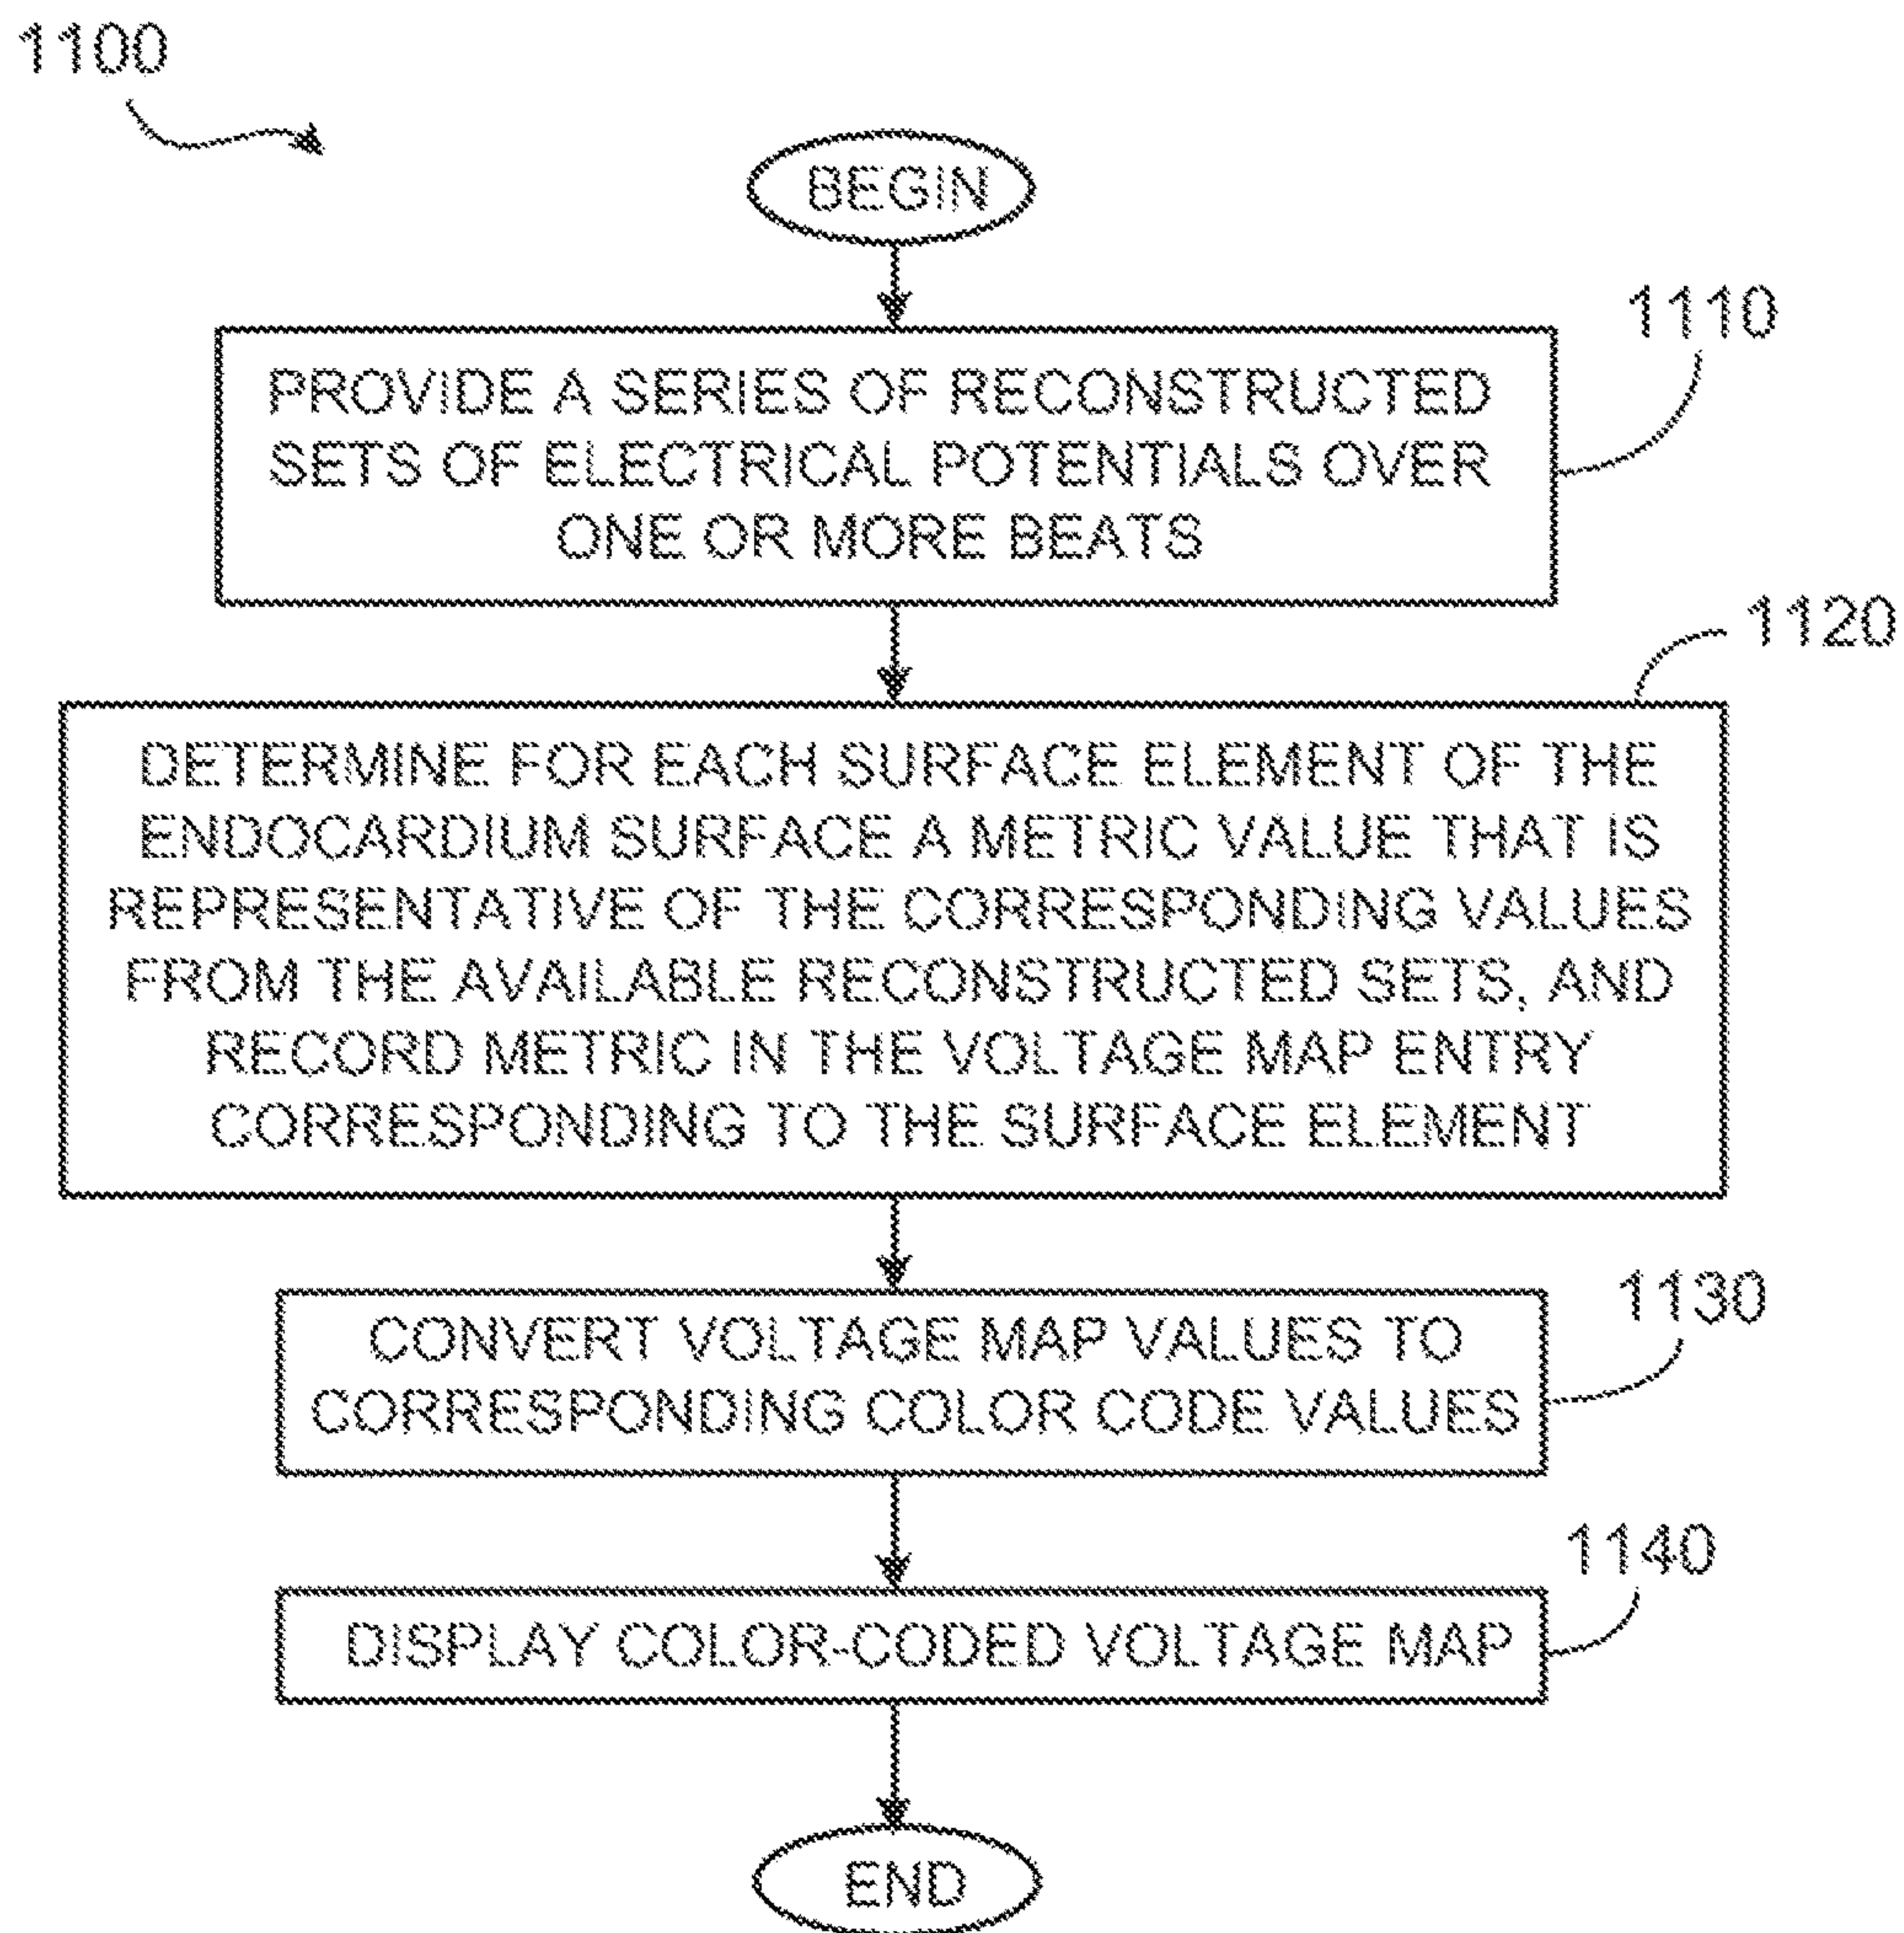 1100
BEGIN
1110
PROVIDE A SERIES OF RECONSTRUCTED
SETS OF ELECTRICAL POTENTIALS OVER
ONE OR MORE BEATS
1120
DETERMINE FOR EACH SURFACE ELEMENT OF THE
ENDOCARDIUM SURFACE A METRIC VALUE THAT IS
REPRESENTATIVE OF THE CORRESPONDING VALUES
FROM THE AVAILABLE RECONSTRUCTED SETS, AND
RECORD METRIC IN THE VOLTAGE MAP ENTRY
CORRESPONDING TO THE SURFACE ELEMENT
1130
CONVERT VOLTAGE MAP VALUES TO
CORRESPONDING COLOR CODE VALUES
1140
DISPLAY COLOR-CODED VOLTAGE MAP
END